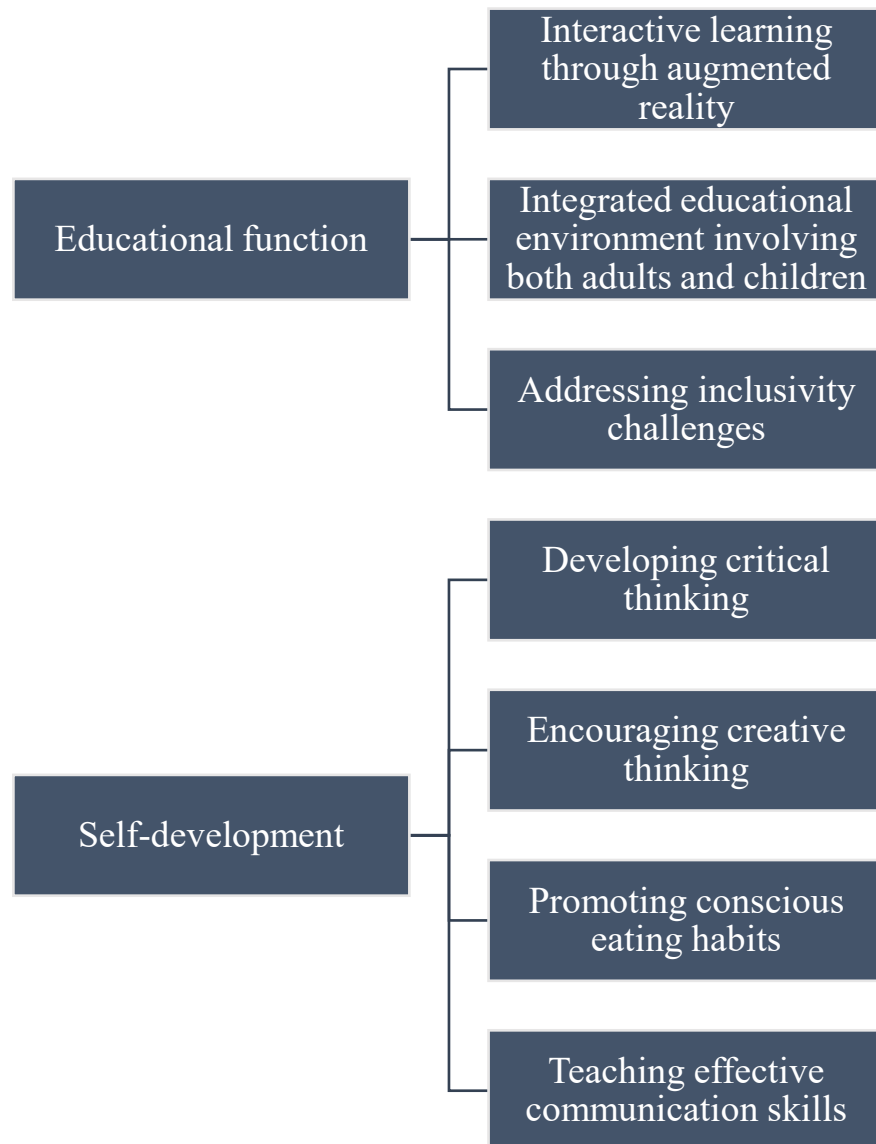 Interactive learning
through augmented
reality
Educational function
Integrated educational
environment involving
both adults and children
Addressing inclusivity
challenges
Developing critical
thinking
Encouraging creative
thinking
Self-development
Promoting conscious
eating habits
Teaching effective
communication skills